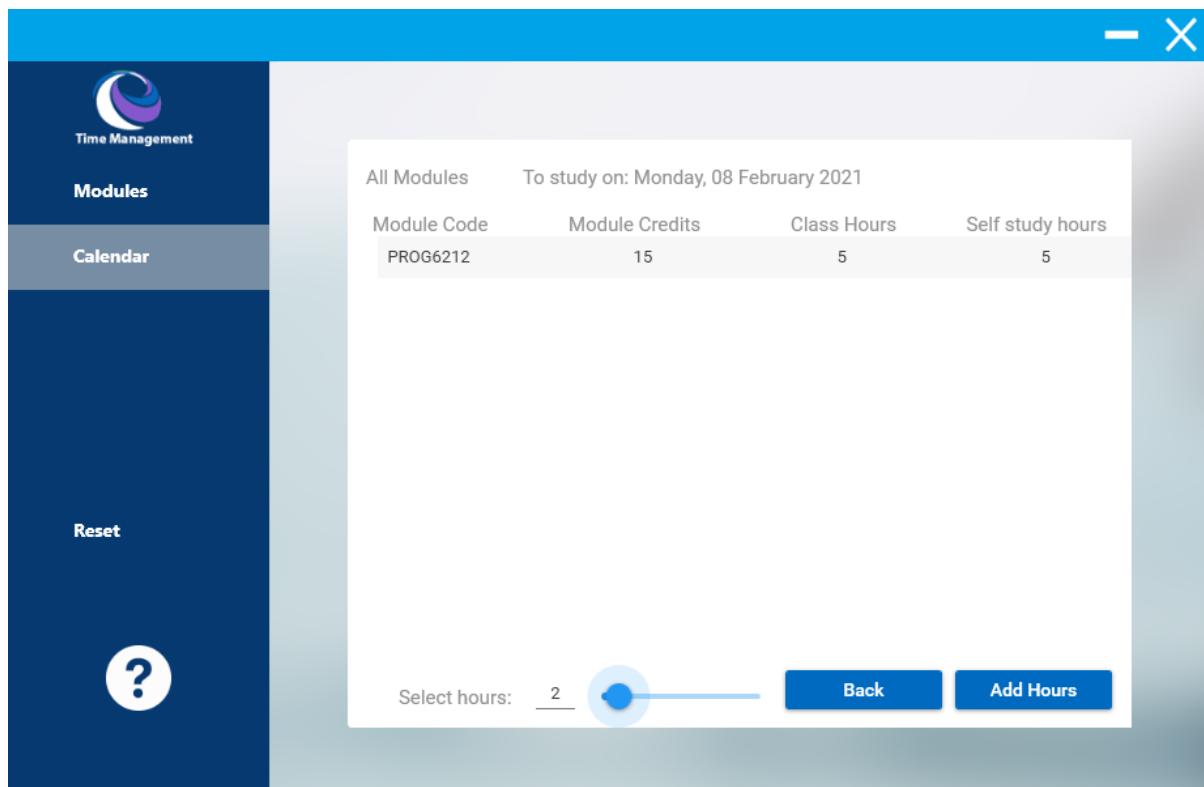 Time Management
Modules
Calendar
Reset
?
All Modules To study on: Monday, 08 February 2021
Module Code Module Credits Class Hours Self study hours
PROG6212 15 5 5
Select hours: 2 Back Add Hours